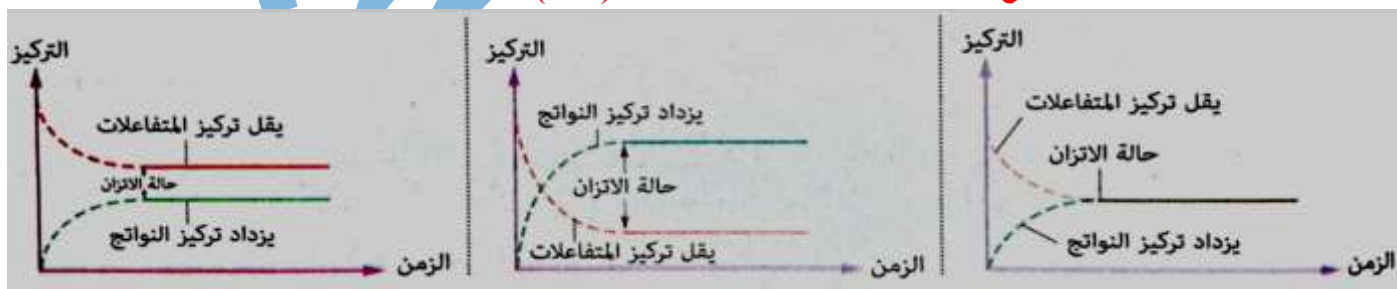 التركيز
يقل تركيز المتفاعلات
حالة الاتزان
يزداد تركيز النواتج
الزمن
التركيز
يزداد تركيز النواتج
حالة الاتزان
يقل تركيز المتفاعلات
الزمن
التركيز
يقل تركيز المتفاعلات
حالة الاتزان
يزداد تركيز النواتج
الزمن